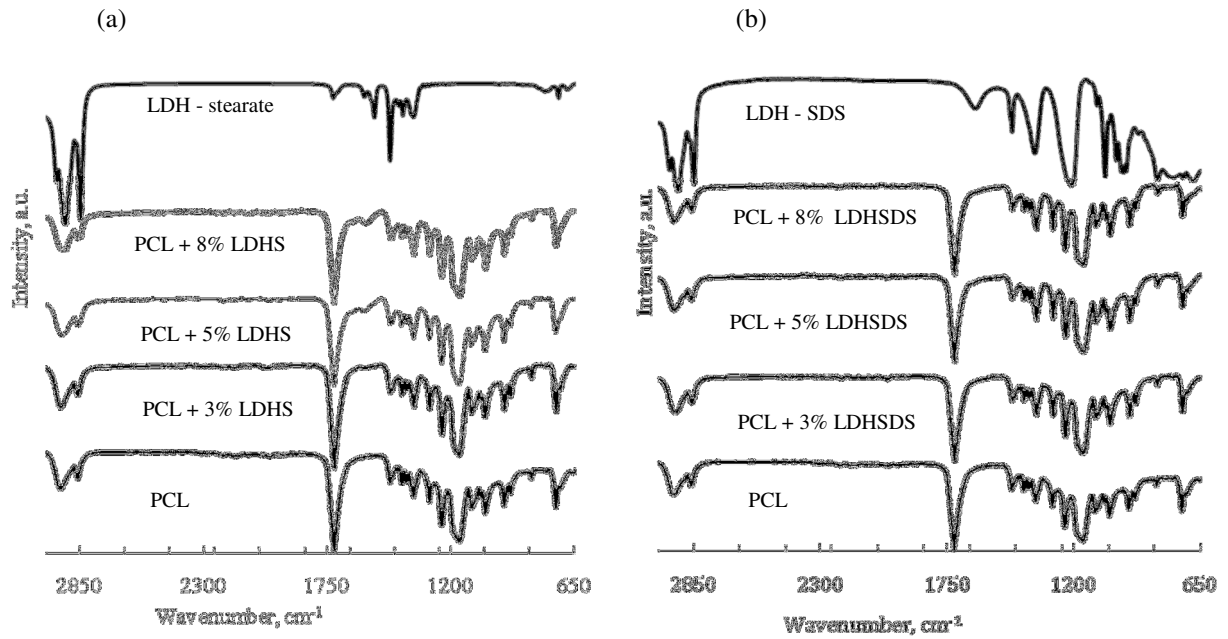 (a)
LDH - stearate
PCL + 8% LDHS
PCL + 5% LDHS
PCL + 3% LDHS
PCL
Intensity, a.u.
2850 2300 1750 1200 650
Wavenumber, cm-1
(b)
LDH - SDS
PCL + 8% LDHSDS
PCL + 5% LDHSDS
PCL + 3% LDHSDS
PCL
Intensity, a.u.
2850 2300 1750 1200 650
Wavenumber, cm-1